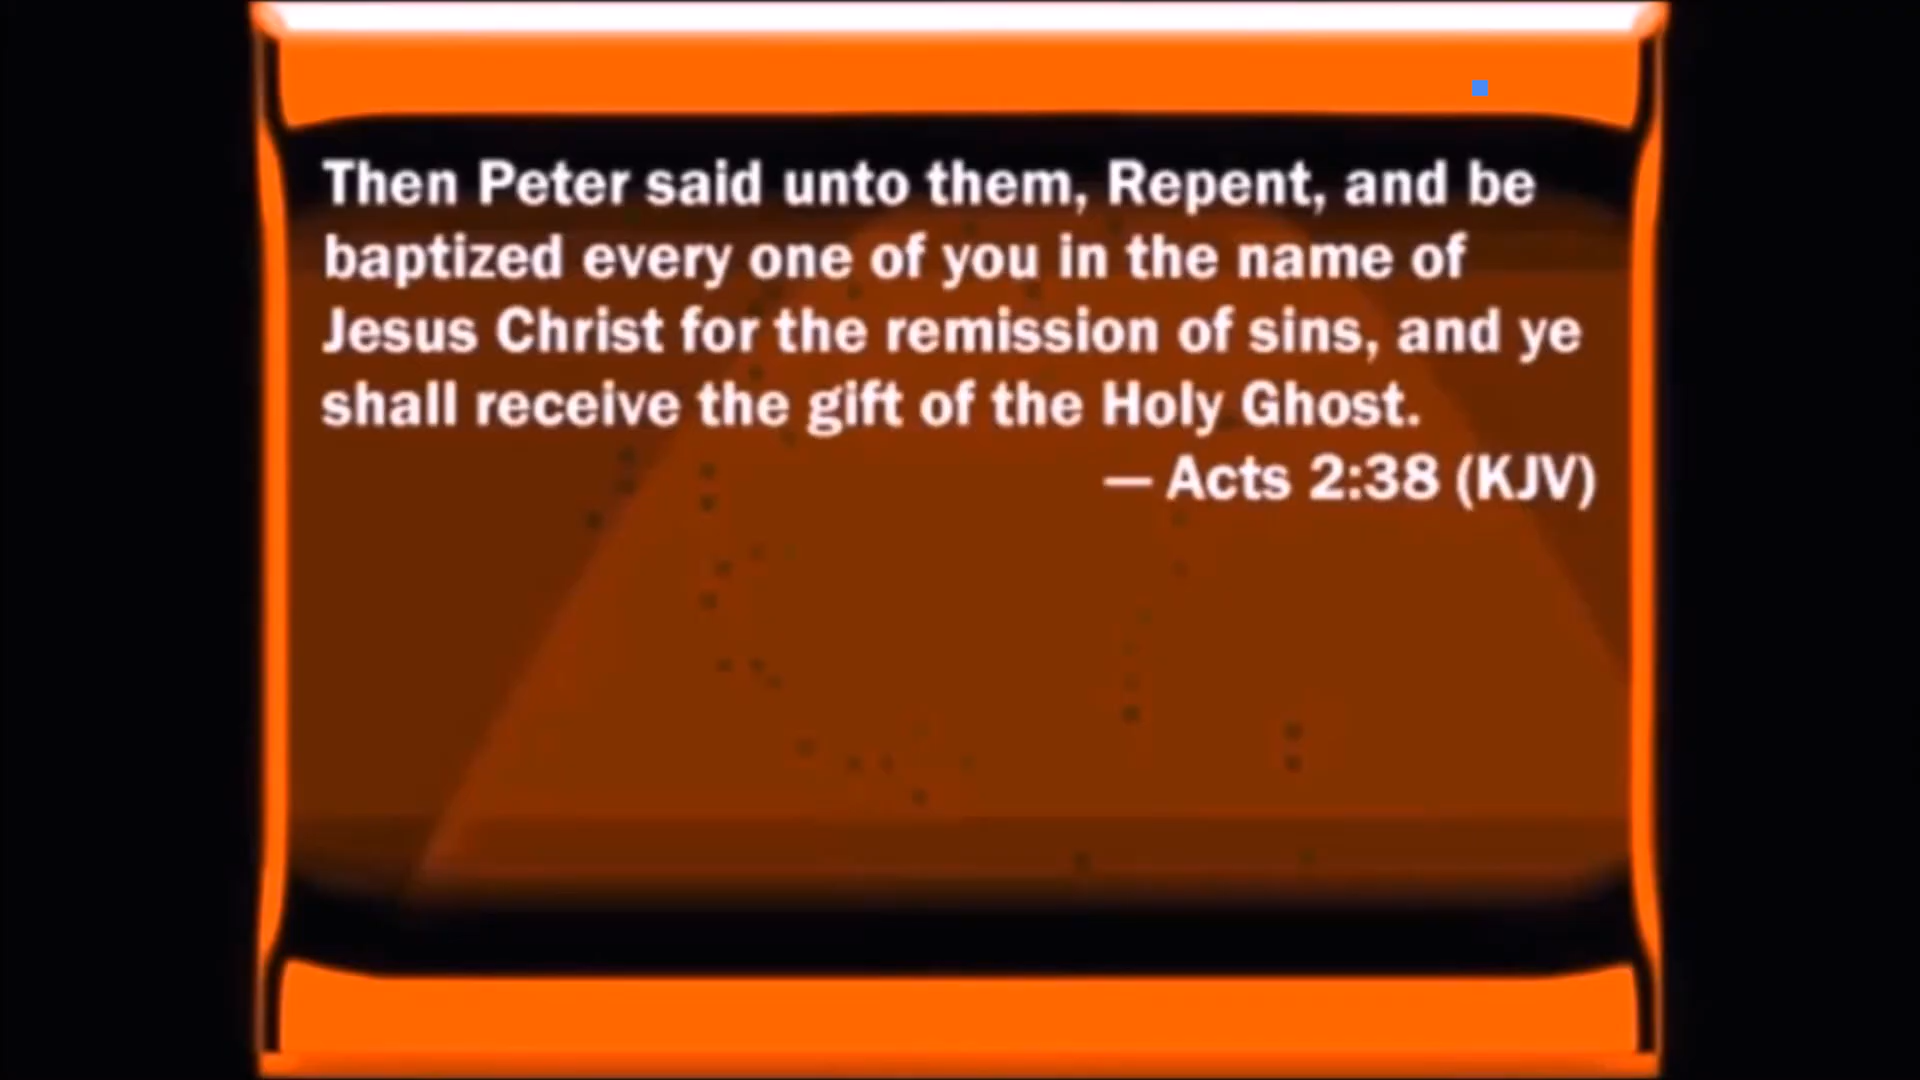 Then Peter said unto them, Repent, and be
baptized every one of you in the name of
Jesus Christ for the remission of sins, and ye
shall receive the gift of the Holy Ghost.
— Acts 2:38 (KJV)